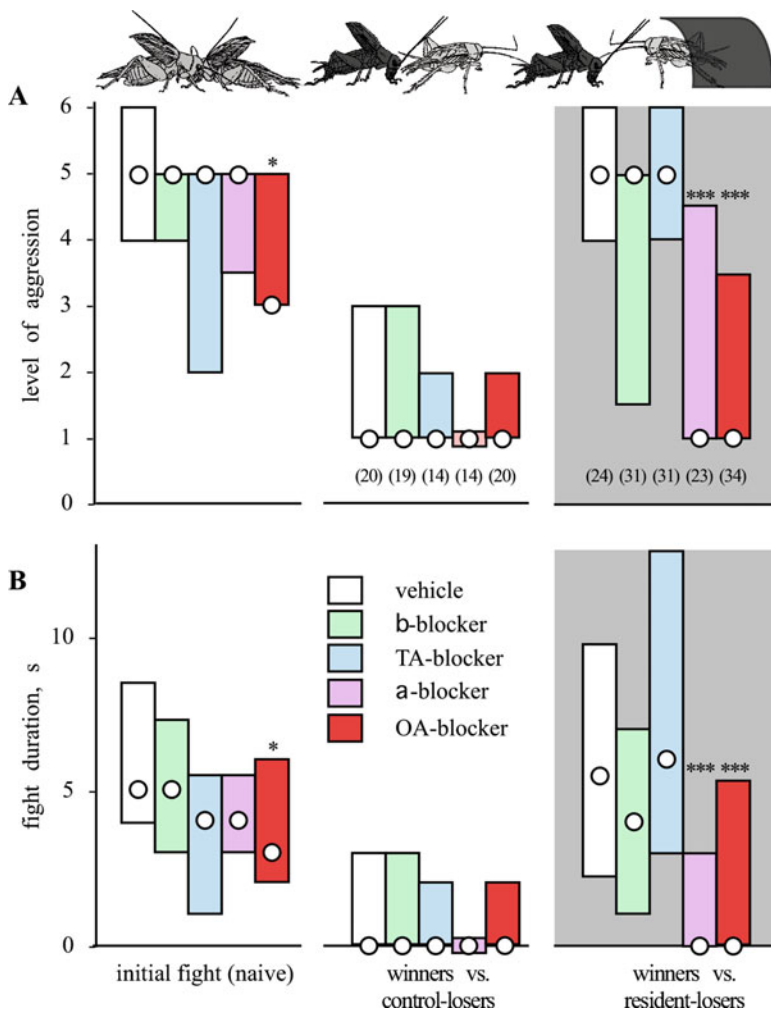 A
6
5
4
3
2
1
0
level of aggression
*
*** ***
(20) (19) (14) (14) (20)
(24) (31) (31) (23) (34)
B
10
5
0
fight duration, s
*
vehicle
b-blocker
TA-blocker
a-blocker
OA-blocker
*** ***
initial fight (naive)
winners vs.
control-losers
winners vs.
resident-losers